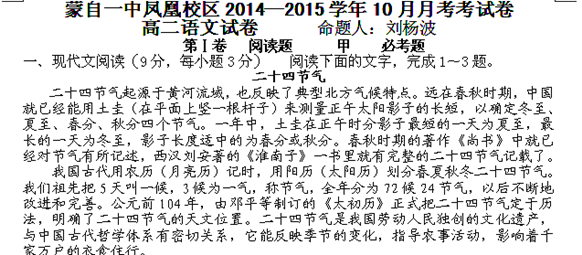 蒙自一中凤凰校区2014—2015学年10月月考考试卷
高二语文试卷 命题人：刘杨波
第Ⅰ卷 阅读题 甲 必考题
一、现代文阅读（9分，每小题3分） 阅读下面的文字，完成1～3题。
二十四节气
二十四节气起源于黄河流域，也反映了典型北方气候特点。远在春秋时期，中国
就已经能用土圭（在平面上竖一根杆子）来测量正午太阳影子的长短，以确定冬至、
夏至、春分、秋分四个节气。一年中，土圭在正午时分影子最短的一天为夏至，最
长的一天为冬至，影子长度适中的为春分或秋分。春秋时期的著作《尚书》中就已
经对节气有所记述，西汉刘安著的《淮南子》一书里就有完整的二十四节气记载了。
我国古代用农历（月亮历）记时，用阳历（太阳历）划分春夏秋冬二十四节气。
我们祖先把5天叫一候，3候为一气，称节气，全年分为72候24节气，以后不断地
改进和完善。公元前104年，由邓平等制订的《太初历》正式把二十四节气定于历
法，明确了二十四节气的天文位置。二十四节气是我国劳动人民独创的文化遗产，
与中国古代哲学体系有密切关系，它能反映季节的变化，指导农事活动，影响着千
家万户的衣食住行。